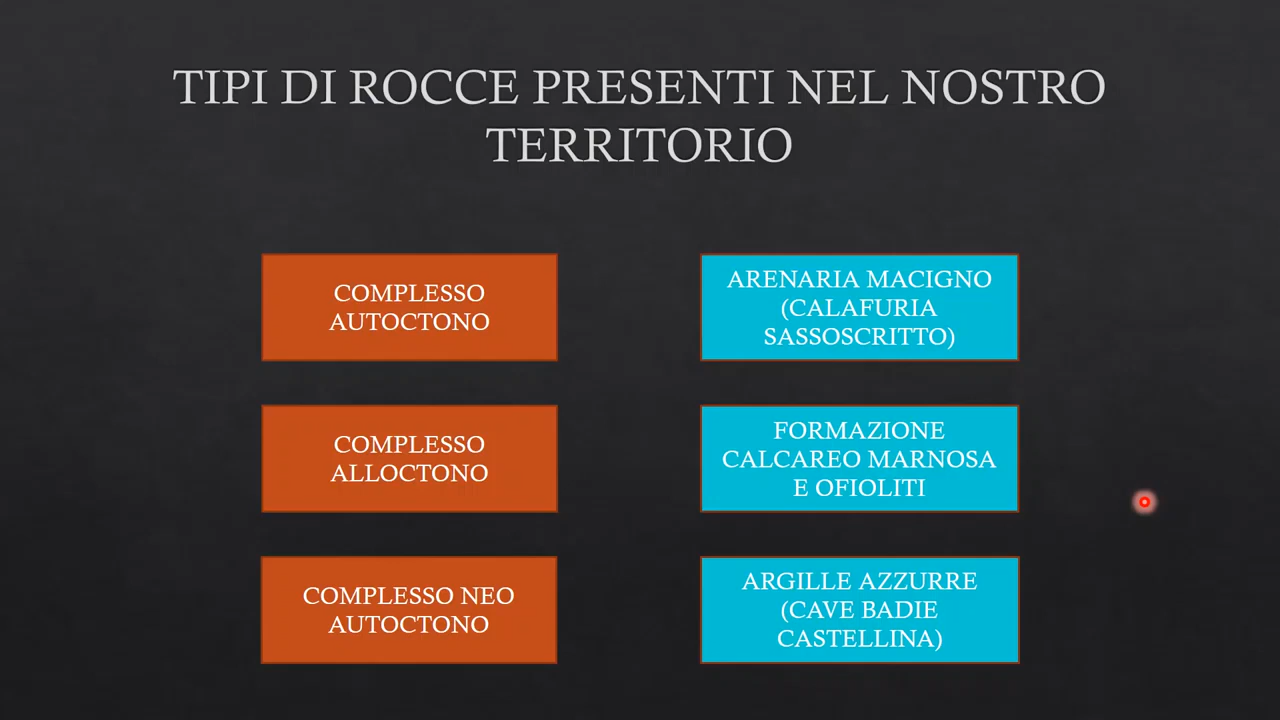 TIPI DI ROCCE PRESENTI NEL NOSTRO
TERRITORIO
COMPLESSO
AUTOCTONO
ARENARIA MACIGNO
(CALAFURIA
SASSOSCRITTO)
COMPLESSO
ALLOCTONO
FORMAZIONE
CALCAREO MARNOSA
E OFIOLITI
COMPLESSO NEO
AUTOCTONO
ARGILLE AZZURRE
(CAVE BADIE
CASTELLINA)